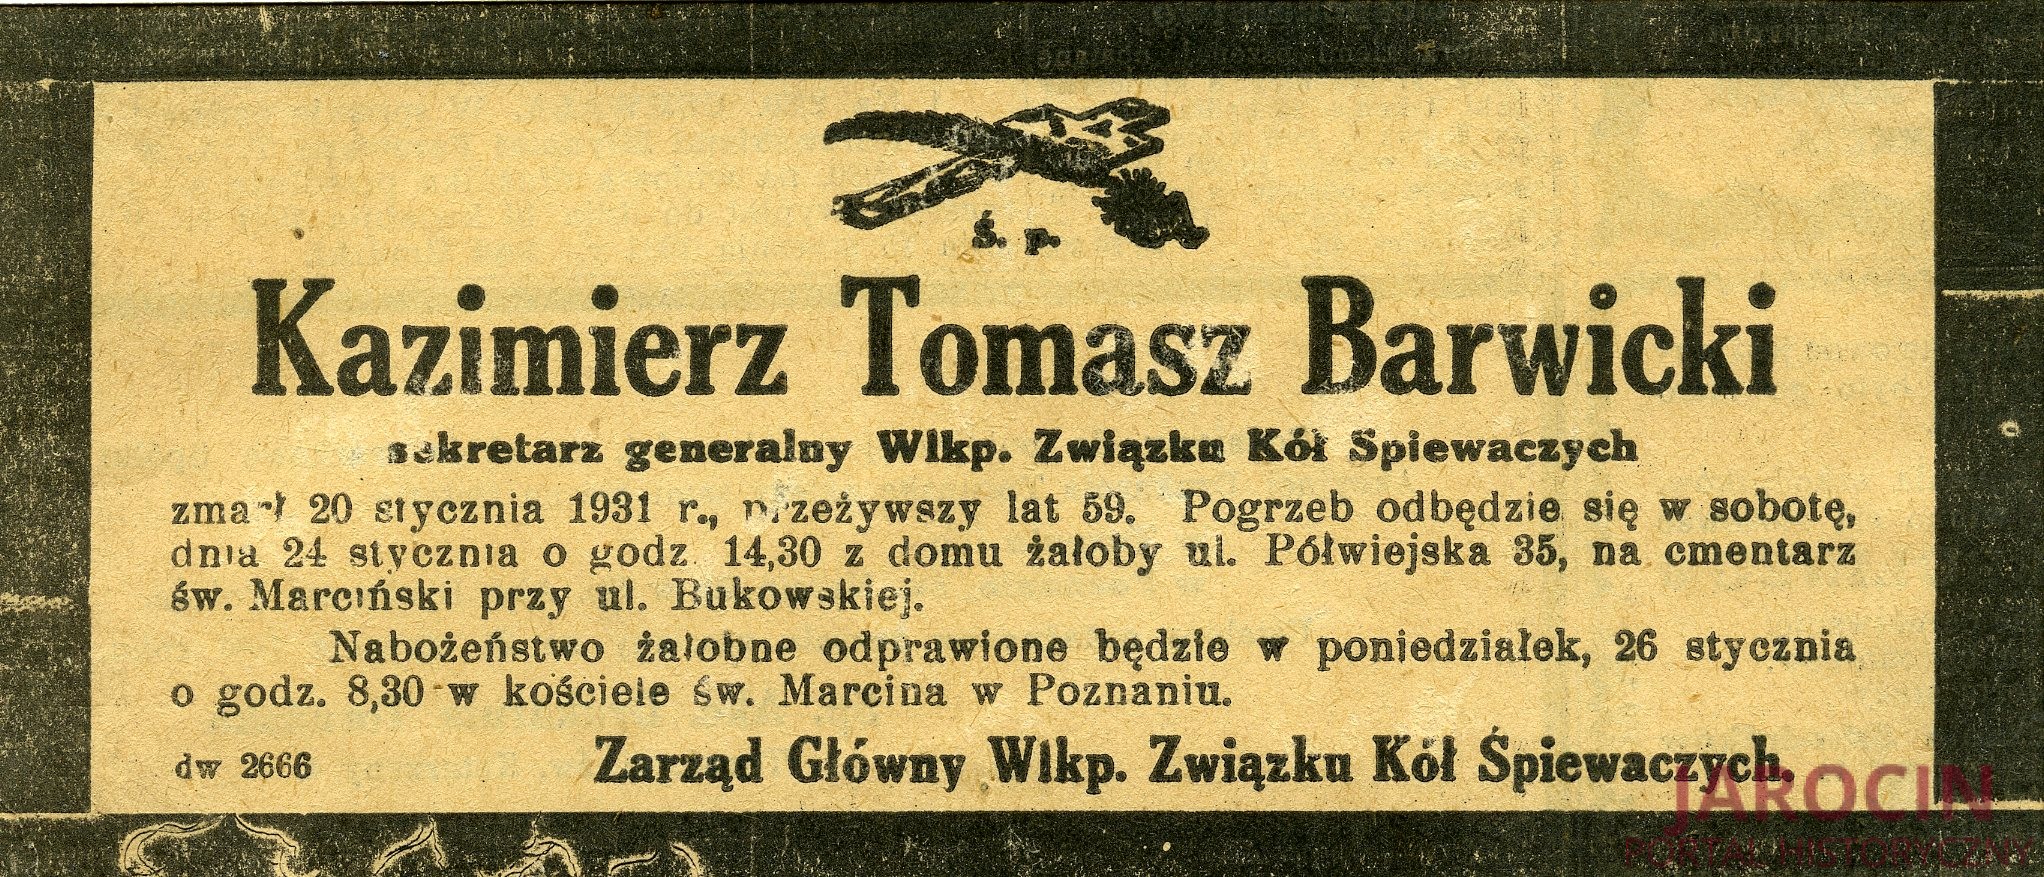 Ś. p.
Kazimierz Tomasz Barwicki
sekretarz generalny Wlkp. Związku Kół Spiewaczych
zmarł 20 stycznia 1931 r., przeżywszy lat 59. Pogrzeb odbędzie się w sobotę,
dnia 24 stycznia o godz. 14,30 z domu żałoby ul. Półwiejska 35, na cmentarz
św. Marciński przy ul. Bukowskiej.
Nabożeństwo żałobne odprawione będzie w poniedziałek, 26 stycznia
o godz. 8,30 w kościele św. Marcina w Poznaniu.
dw 2666 Zarząd Główny Wlkp. Związku Kół Śpiewaczych.
JAROCIN
PORTAL HISTORYCZNY